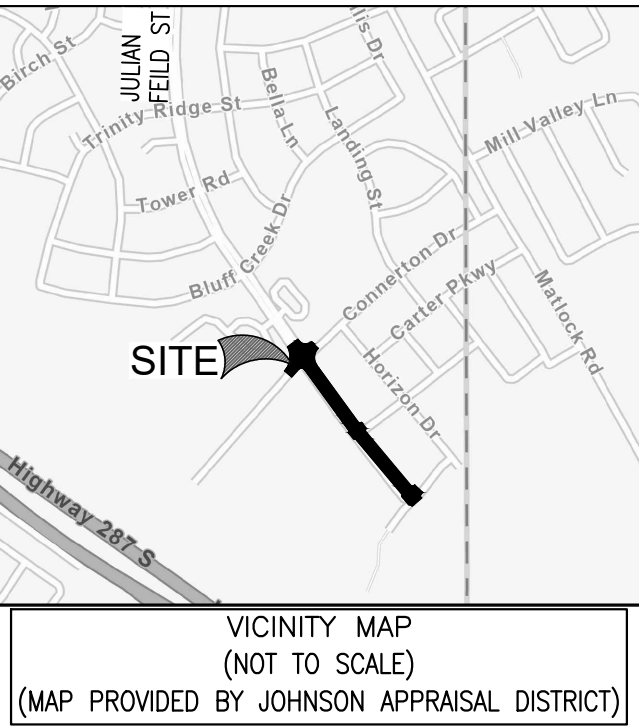 Birch St
JULIAN
FEILD ST
Trinity Ridge St
Bella Ln
Landing St
Mill Valley Ln
Tower Rd
Bluff Creek Dr
Connerton Dr
Carter Pkwy
Matlock Rd
Horizon Dr
SITE
Highway 287 S
VICINITY MAP
(NOT TO SCALE)
(MAP PROVIDED BY JOHNSON APPRAISAL DISTRICT)